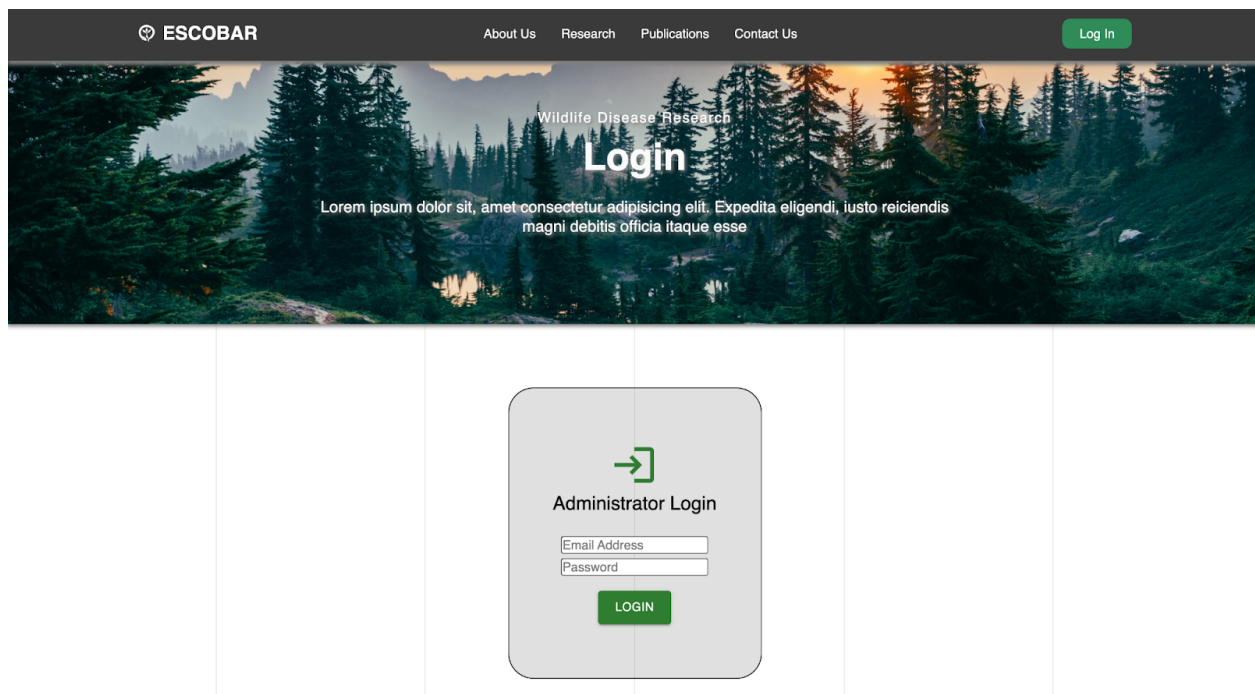 ESCOBAR
About Us Research Publications Contact Us
Log In
Wildlife Disease Research
Login
Lorem ipsum dolor sit, amet consectetur adipisicing elit. Expedita eligendi, iusto reiciendis
magni debitis officia itaque esse
Administrator Login
Email Address
Password
LOGIN